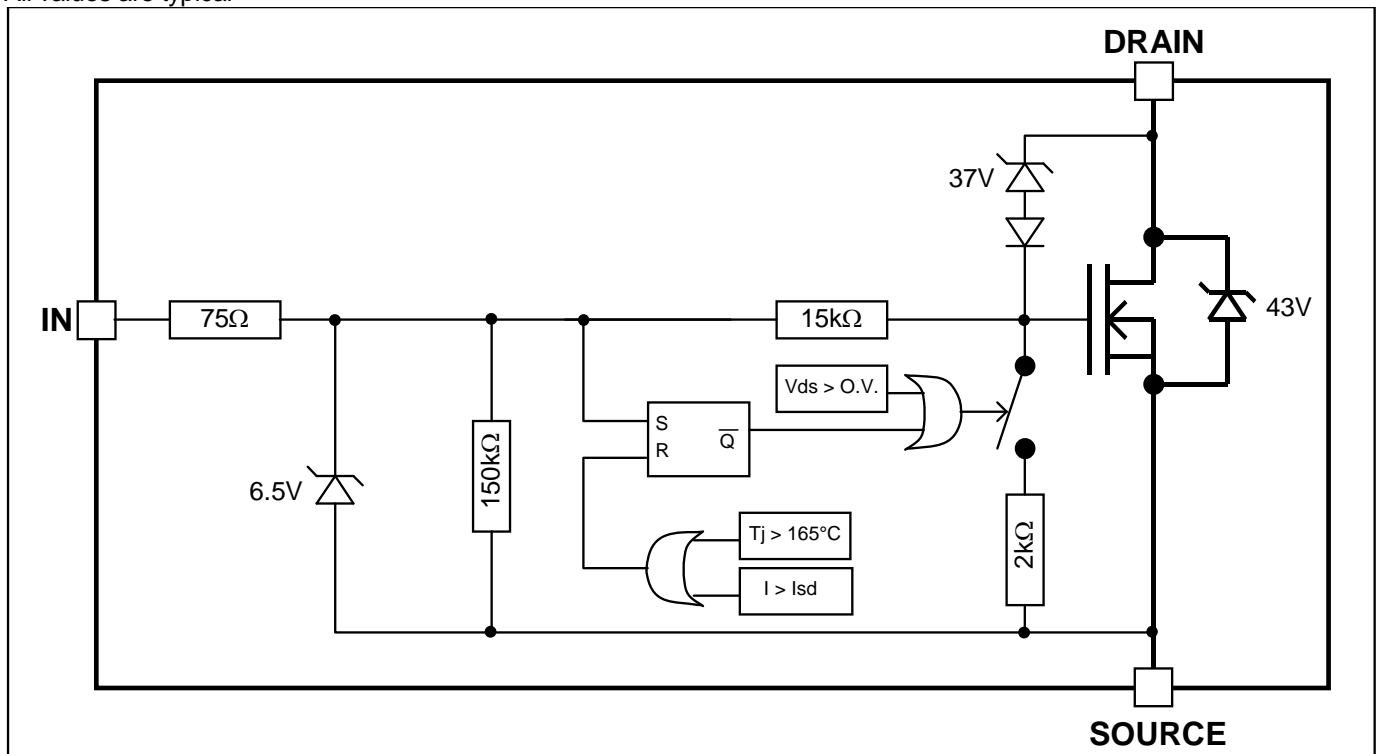 All values are typical
DRAIN
37V
IN
75Ω
15kΩ
43V
Vds > O.V.
S
R
Q̅
6.5V
150kΩ
Tj > 165°C
I > Isd
2kΩ
SOURCE